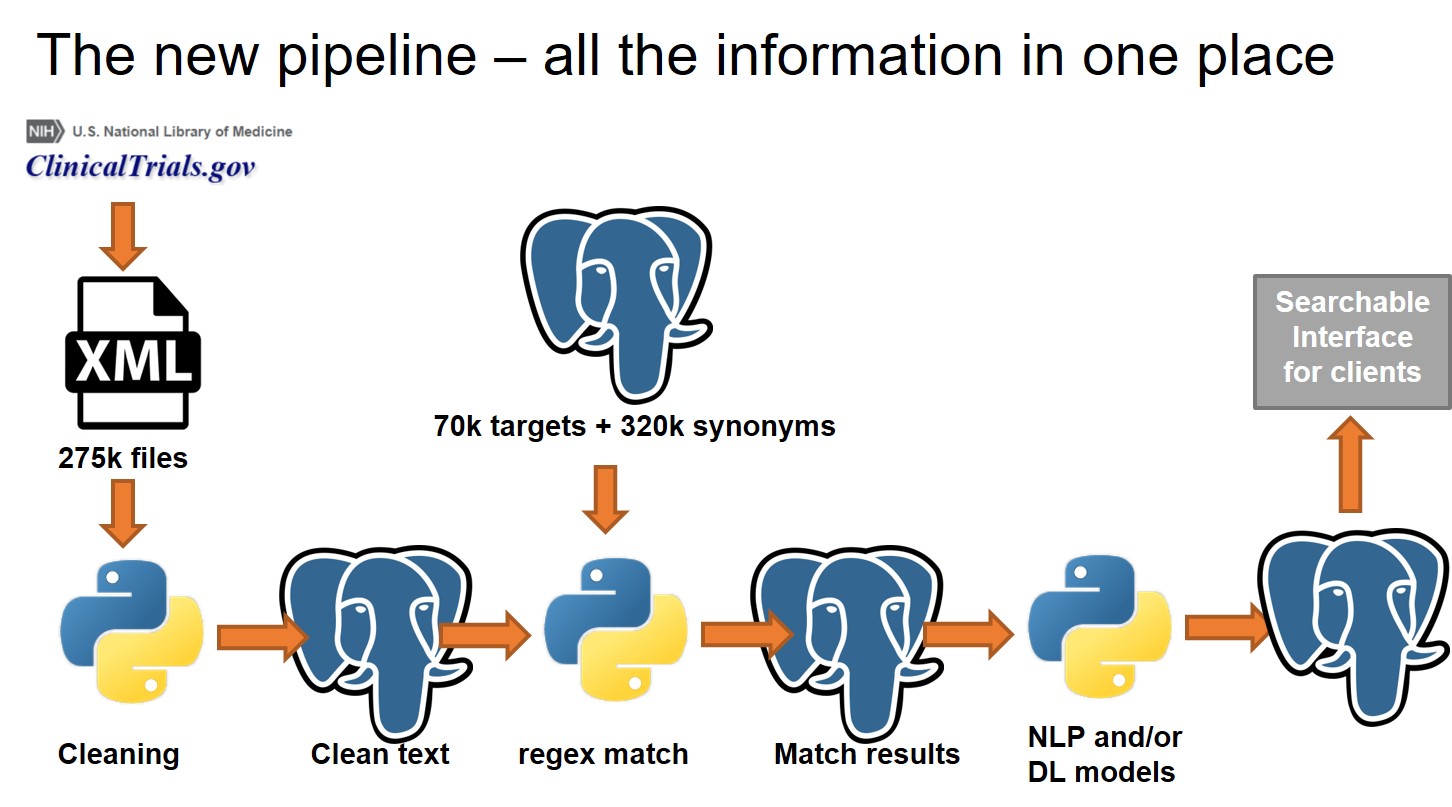 The new pipeline – all the information in one place
NIH U.S. National Library of Medicine
ClinicalTrials.gov
XML
275k files
70k targets + 320k synonyms
Searchable
Interface
for clients
Cleaning
Clean text
regex match
Match results
NLP and/or
DL models